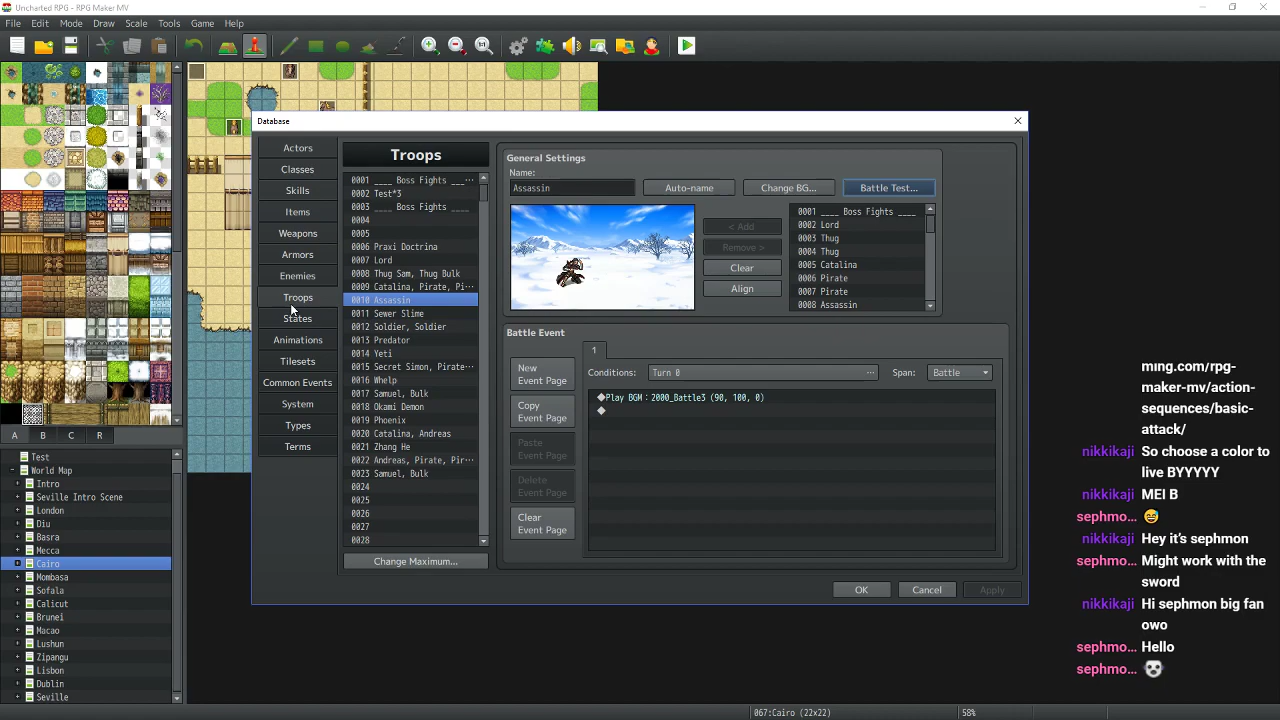 Uncharted RPG - RPG Maker MV
File Edit Mode Draw Scale Tools Game Help
Database
Actors
Classes
Skills
Items
Weapons
Armors
Enemies
Troops
States
Animations
Tilesets
Common Events
System
Types
Terms
Troops
0001 ____ Boss Fights ___...
0002 Test*3
0003 ____ Boss Fights ____
0004
0005
0006 Praxi Doctrina
0007 Lord
0008 Thug Sam, Thug Bulk
0009 Catalina, Pirate, Pi...
0010 Assassin
0011 Sewer Slime
0012 Soldier, Soldier
0013 Predator
0014 Yeti
0015 Secret Simon, Pirate...
0016 Whelp
0017 Samuel, Bulk
0018 Okami Demon
0019 Phoenix
0020 Catalina, Andreas
0021 Zhang He
0022 Andreas, Pirate, Pir...
0023 Samuel, Bulk
0024
0025
0026
0027
0028
Change Maximum...
General Settings
Name:
Assassin
Auto-name
Change BG...
Battle Test...
< Add
Remove >
Clear
Align
0001 ____ Boss Fights ____
0002 Lord
0003 Thug
0004 Thug
0005 Catalina
0006 Pirate
0007 Pirate
0008 Assassin
Battle Event
New
Event Page
Copy
Event Page
Paste
Event Page
Delete
Event Page
Clear
Event Page
1
Conditions: Turn 0 ...
Span: Battle
◆Play BGM : 2000_Battle3 (90, 100, 0)
◆
OK
Cancel
Apply
A B C R
Test
World Map
Intro
Seville Intro Scene
London
Diu
Basra
Mecca
Cairo
Mombasa
Sofala
Calicut
Brunei
Macao
Lushun
Zipangu
Lisbon
Dublin
Seville
ming.com/rpg-
maker-mv/action-
sequences/basic-
attack/
nikkikaji So choose a color to
live BYYYYY
nikkikaji MEI B
sephmo... 😅
nikkikaji Hey it's sephmon
sephmo... Might work with the
sword
nikkikaji Hi sephmon big fan
owo
sephmo... Hello
sephmo...
067:Cairo (22x22)
58%